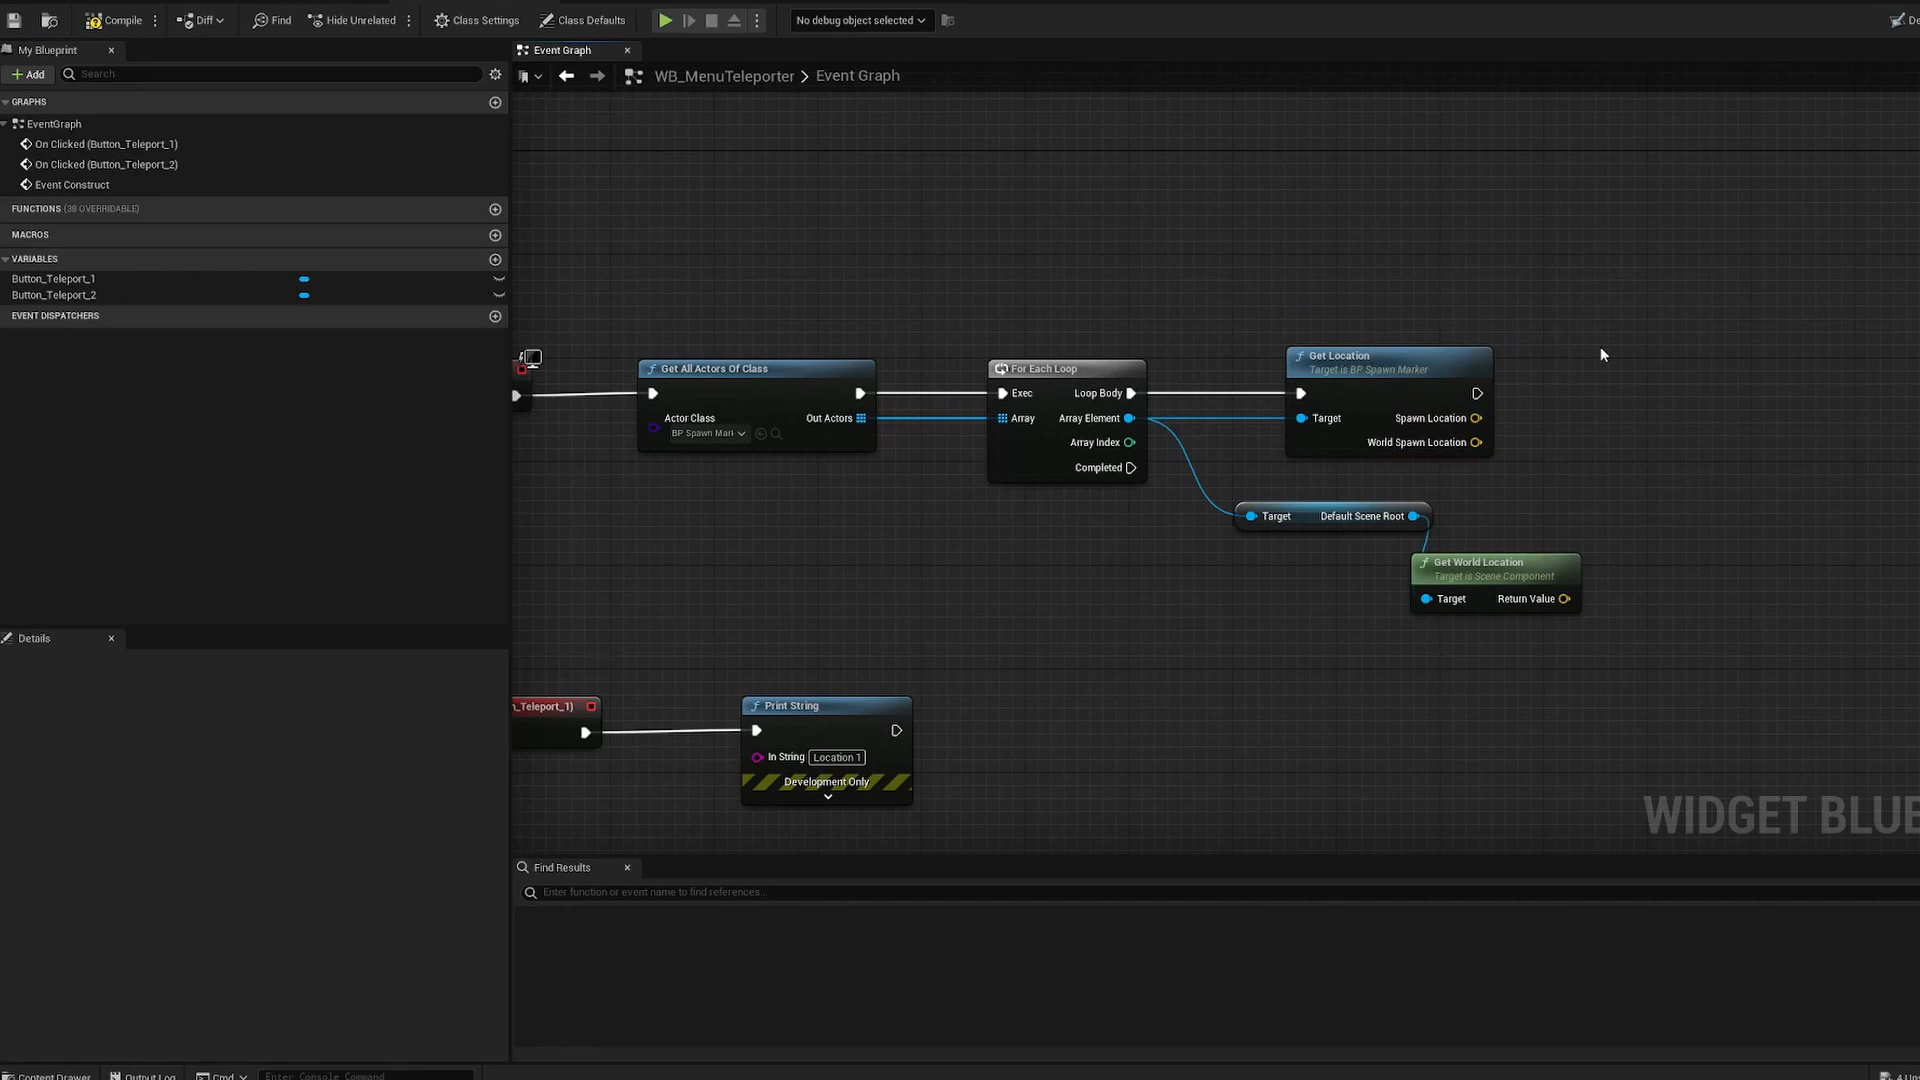 Compile
Diff
Find
Hide Unrelated
Class Settings
Class Defaults
No debug object selected
My Blueprint
Event Graph
Add
Search
WB_MenuTeleporter > Event Graph
GRAPHS
EventGraph
On Clicked (Button_Teleport_1)
On Clicked (Button_Teleport_2)
Event Construct
FUNCTIONS (38 OVERRIDABLE)
MACROS
VARIABLES
Button_Teleport_1
Button_Teleport_2
EVENT DISPATCHERS
Details
Get All Actors Of Class
Actor Class
Out Actors
BP Spawn Mark
For Each Loop
Exec
Loop Body
Array
Array Element
Array Index
Completed
Get Location
Target is BP Spawn Marker
Target
Spawn Location
World Spawn Location
Target
Default Scene Root
Get World Location
Target is Scene Component
Target
Return Value
n_Teleport_1)
Print String
In String
Location 1
Development Only
WIDGET BLUE
Find Results
Enter function or event name to find references...
Content Drawer
Output Log
Cmd
Enter Console Command